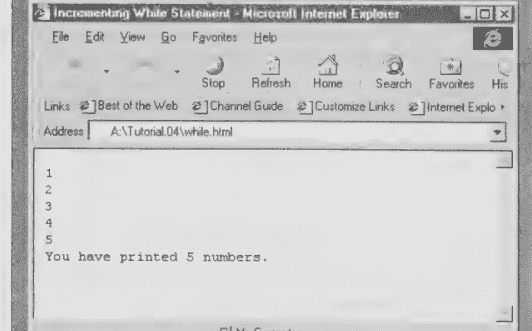 Incrementing While Statement - Microsoft Internet Explorer
File Edit View Go Favorites Help
Stop Refresh Home Search Favorites His
Links Best of the Web Channel Guide Customize Links Internet Explo
Address A:\Tutorial.04\while.html
1
2
3
4
5
You have printed 5 numbers.